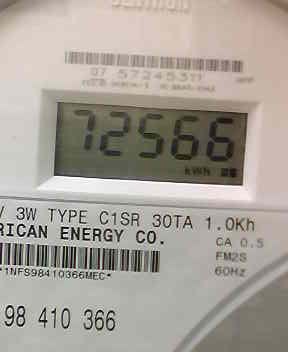 07 57245311
72566
kWh
V 3W TYPE C1SR 30TA 1.0Kh
RICAN ENERGY CO.
CA 0.5
FM2S
60Hz
*1NFS98410366MEC*
98 410 366